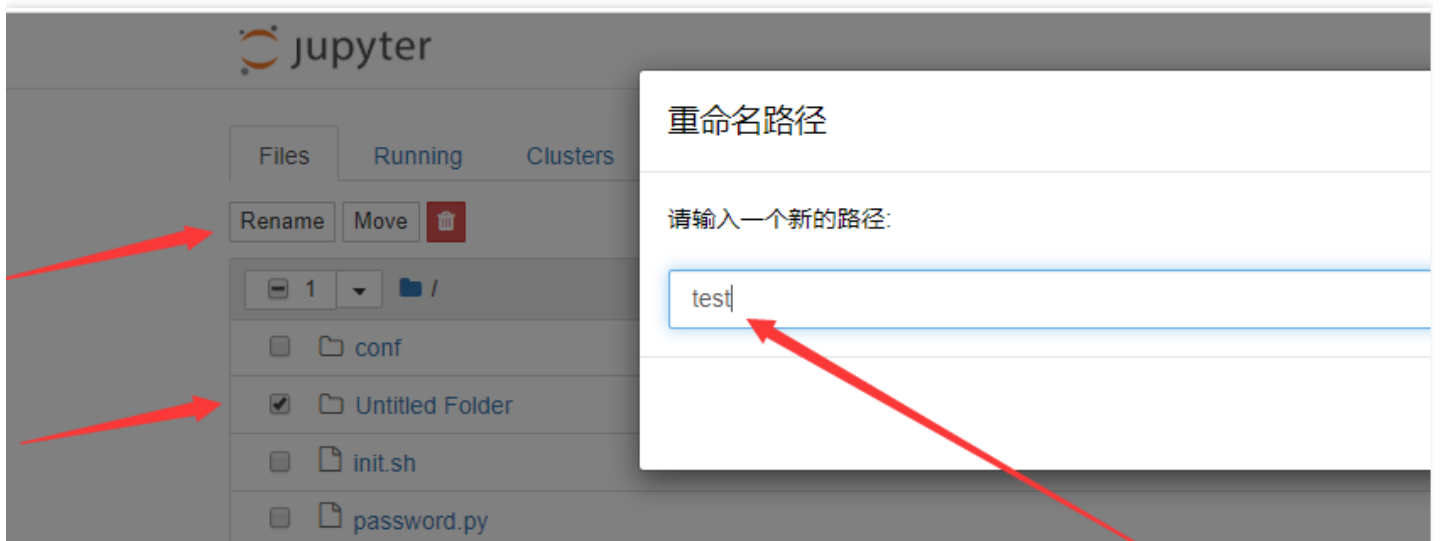 jupyter
Files Running Clusters
Rename Move
1 /
conf
Untitled Folder
init.sh
password.py
重命名路径
请输入一个新的路径:
test